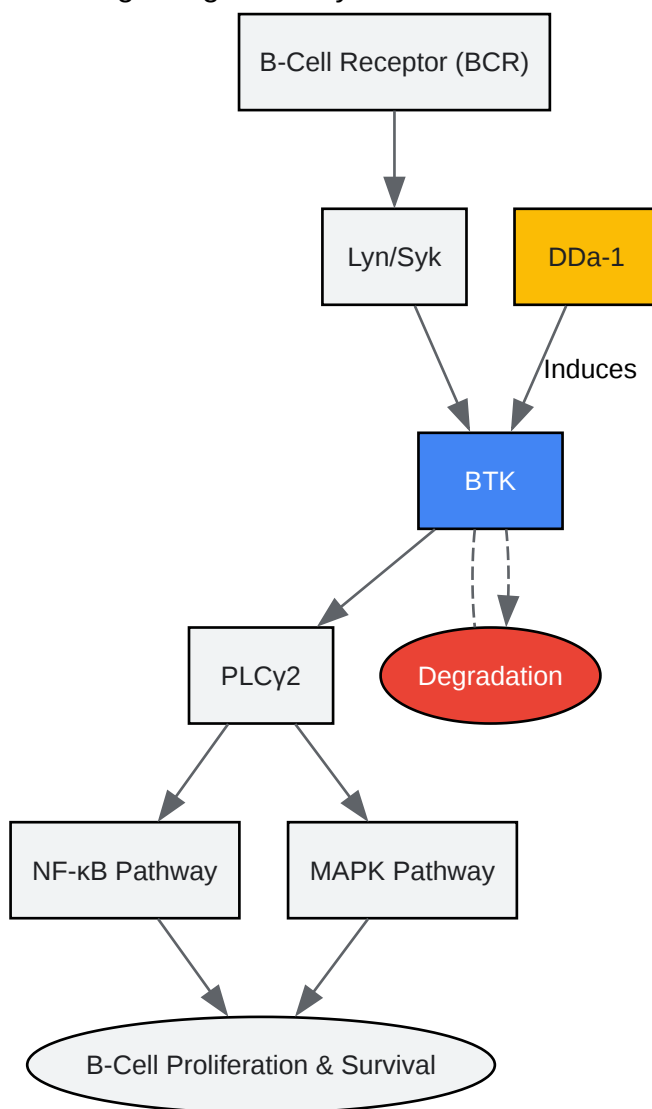 B-Cell Receptor (BCR)
Lyn/Syk
DDa-1
Induces
BTK
PLCγ2
Degradation
NF-κB Pathway
MAPK Pathway
B-Cell Proliferation & Survival